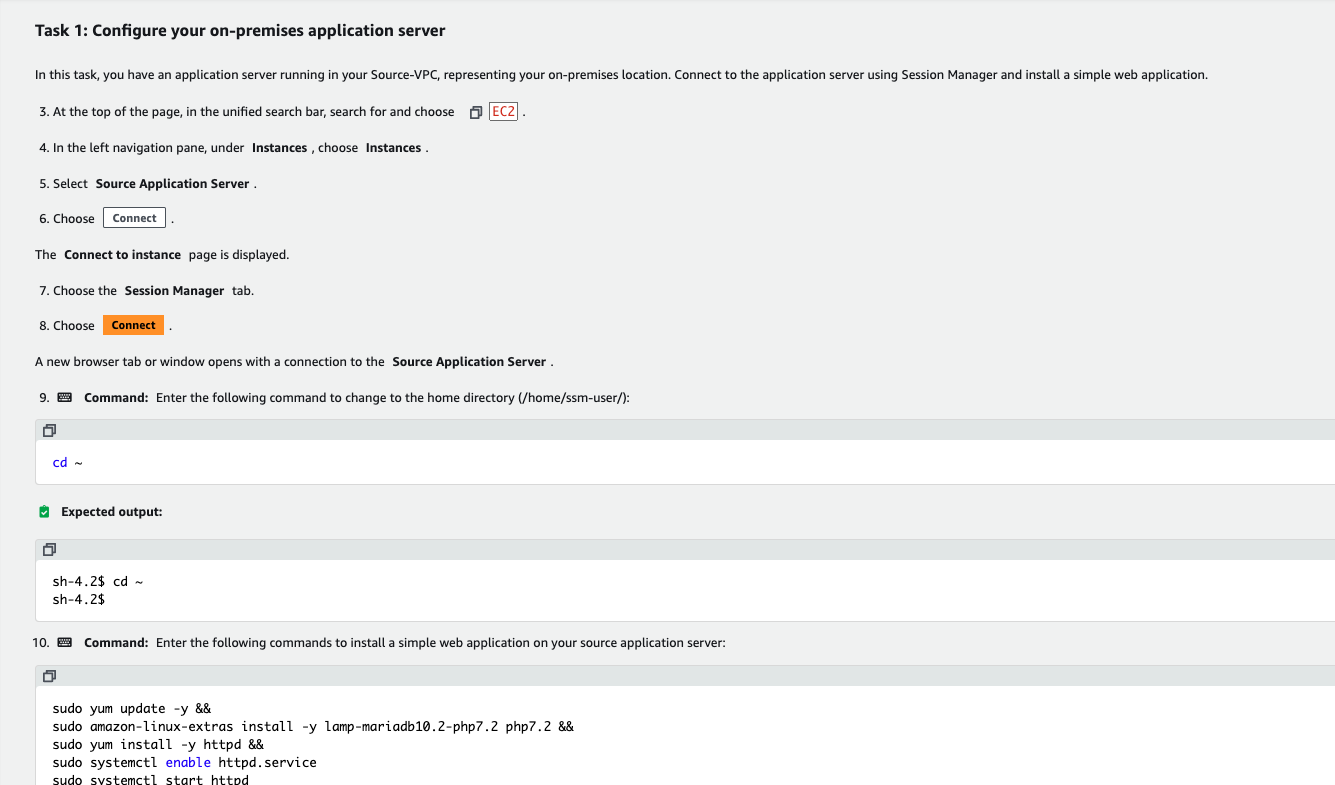 Task 1: Configure your on-premises application server
In this task, you have an application server running in your Source-VPC, representing your on-premises location. Connect to the application server using Session Manager and install a simple web application.
3. At the top of the page, in the unified search bar, search for and choose EC2 .
4. In the left navigation pane, under Instances , choose Instances .
5. Select Source Application Server .
6. Choose Connect .
The Connect to instance page is displayed.
7. Choose the Session Manager tab.
8. Choose Connect .
A new browser tab or window opens with a connection to the Source Application Server .
9. Command: Enter the following command to change to the home directory (/home/ssm-user/):
cd ~
Expected output:
sh-4.2$ cd ~
sh-4.2$
10. Command: Enter the following commands to install a simple web application on your source application server:
sudo yum update -y &&
sudo amazon-linux-extras install -y lamp-mariadb10.2-php7.2 php7.2 &&
sudo yum install -y httpd &&
sudo systemctl enable httpd.service
sudo systemctl start httpd